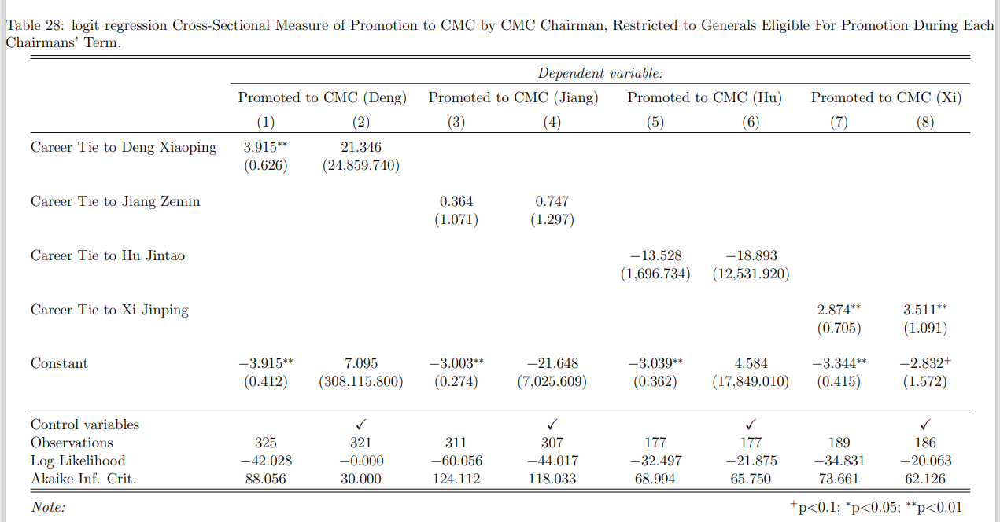 Table 28: logit regression Cross-Sectional Measure of Promotion to CMC by CMC Chairman, Restricted to Generals Eligible For Promotion During Each
Chairmans' Term.
Dependent variable:
Promoted to CMC (Deng) Promoted to CMC (Jiang) Promoted to CMC (Hu) Promoted to CMC (Xi)
(1) (2) (3) (4) (5) (6) (7) (8)
Career Tie to Deng Xiaoping 3.915** 21.346
(0.626) (24,859.740)
Career Tie to Jiang Zemin 0.364 0.747
(1.071) (1.297)
Career Tie to Hu Jintao −13.528 −18.893
(1,696.734) (12,531.920)
Career Tie to Xi Jinping 2.874** 3.511**
(0.705) (1.091)
Constant −3.915** 7.095 −3.003** −21.648 −3.039** 4.584 −3.344** −2.832+
(0.412) (308,115.800) (0.274) (7,025.609) (0.362) (17,849.010) (0.415) (1.572)
Control variables ✓ ✓ ✓ ✓
Observations 325 321 311 307 177 177 189 186
Log Likelihood −42.028 −0.000 −60.056 −44.017 −32.497 −21.875 −34.831 −20.063
Akaike Inf. Crit. 88.056 30.000 124.112 118.033 68.994 65.750 73.661 62.126
Note: +p<0.1; *p<0.05; **p<0.01